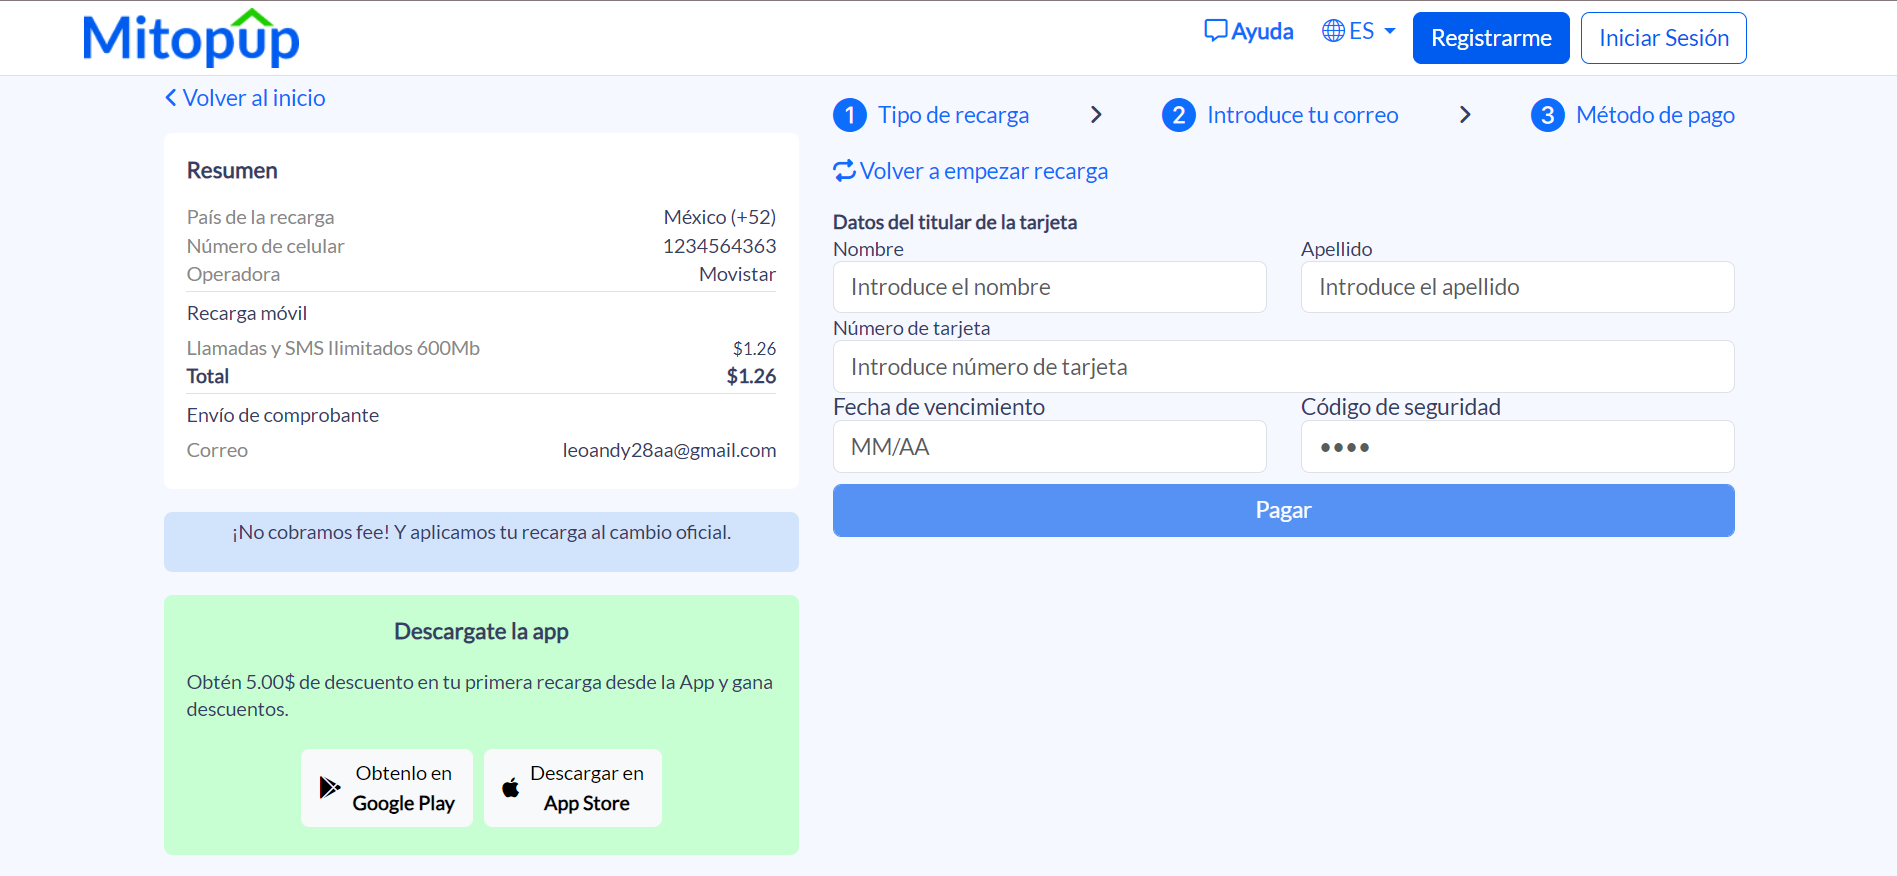 Mitopup
Ayuda
ES
Registrarme
Iniciar Sesión
Volver al inicio
1 Tipo de recarga
2 Introduce tu correo
3 Método de pago
Volver a empezar recarga
Resumen
País de la recarga México (+52)
Número de celular 1234564363
Operadora Movistar
Recarga móvil
Llamadas y SMS Ilimitados 600Mb $1.26
Total $1.26
Envío de comprobante
Correo leoandy28aa@gmail.com
¡No cobramos fee! Y aplicamos tu recarga al cambio oficial.
Descargate la app
Obtén 5.00$ de descuento en tu primera recarga desde la App y gana
descuentos.
Obtenlo en
Google Play
Descargar en
App Store
Datos del titular de la tarjeta
Nombre
Introduce el nombre
Apellido
Introduce el apellido
Número de tarjeta
Introduce número de tarjeta
Fecha de vencimiento
MM/AA
Código de seguridad
••••
Pagar